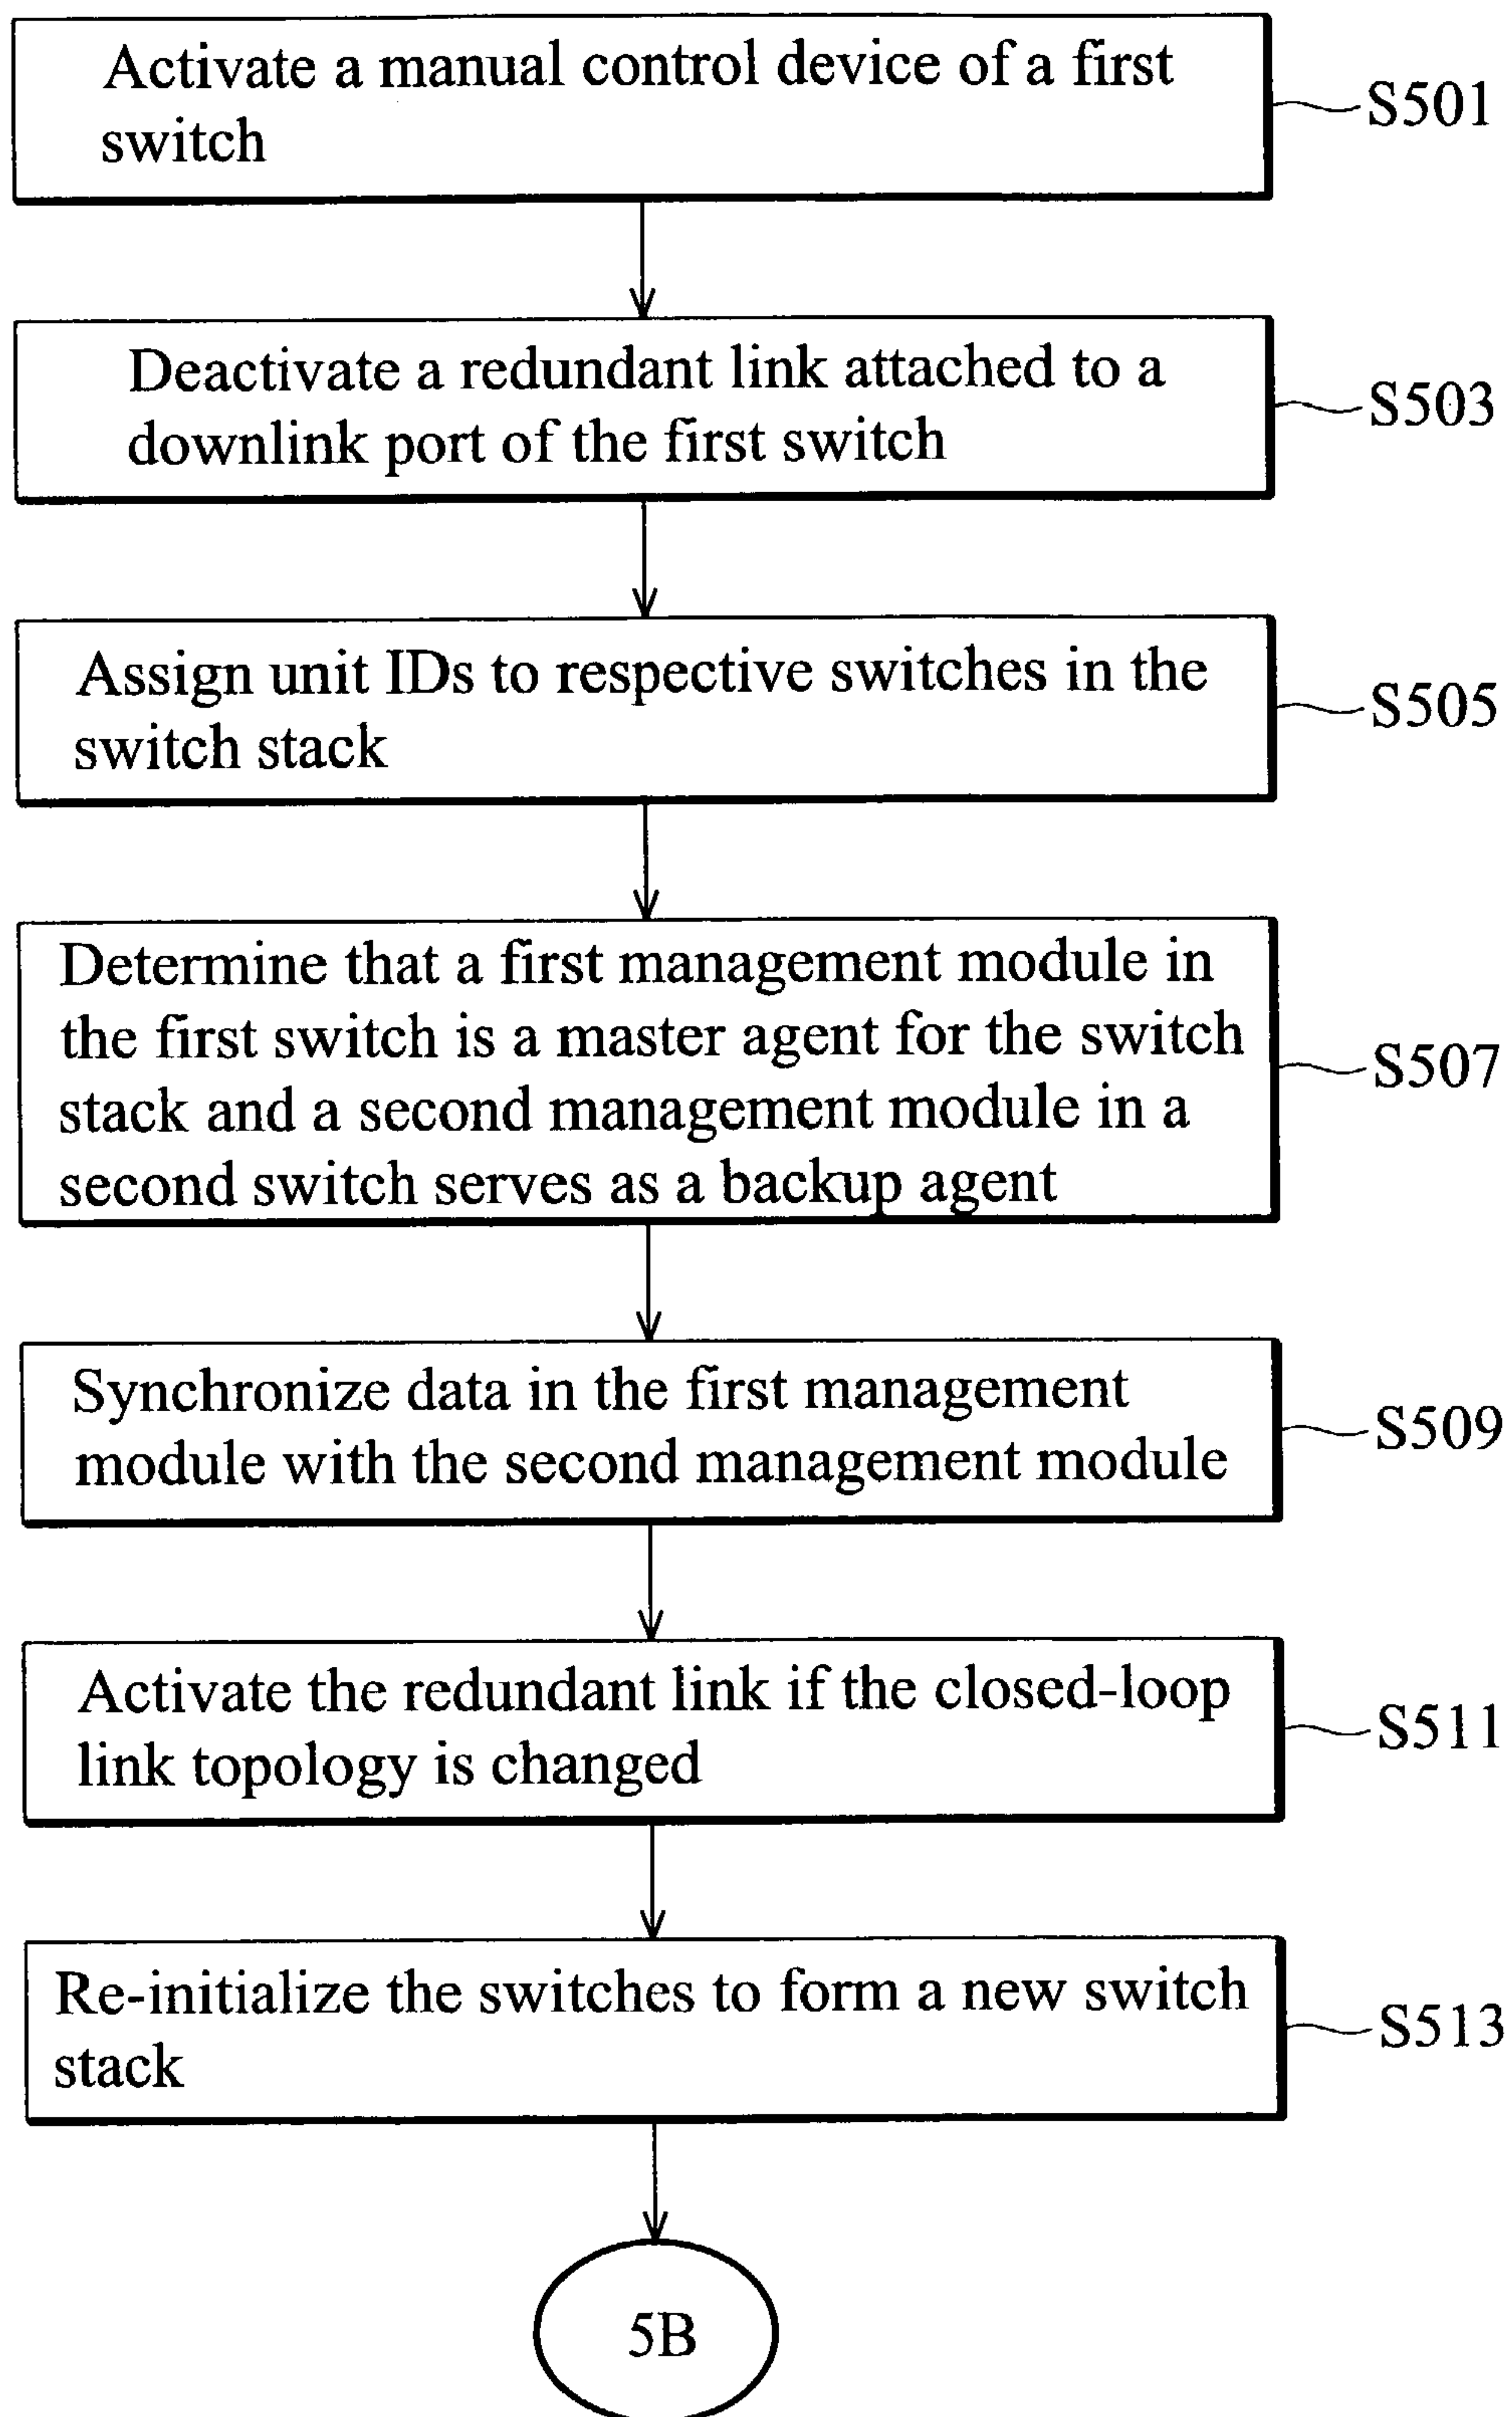 Activate a manual control device of a first
switch
S501
Deactivate a redundant link attached to a
downlink port of the first switch
S503
Assign unit IDs to respective switches in the
switch stack
S505
Determine that a first management module in
the first switch is a master agent for the switch
stack and a second management module in a
second switch serves as a backup agent
S507
Synchronize data in the first management
module with the second management module
S509
Activate the redundant link if the closed-loop
link topology is changed
S511
Re-initialize the switches to form a new switch
stack
S513
5B